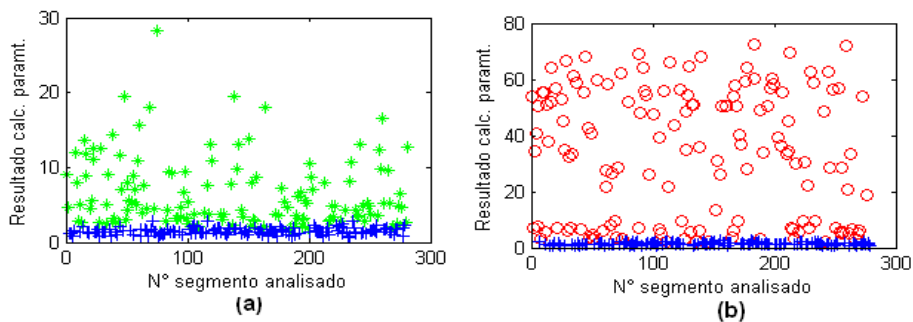 Resultado calc. paramt.
30
20
10
0
0 100 200 300
N° segmento analisado
(a)
Resultado calc. paramt.
80
60
40
20
0
0 100 200 300
N° segmento analisado
(b)